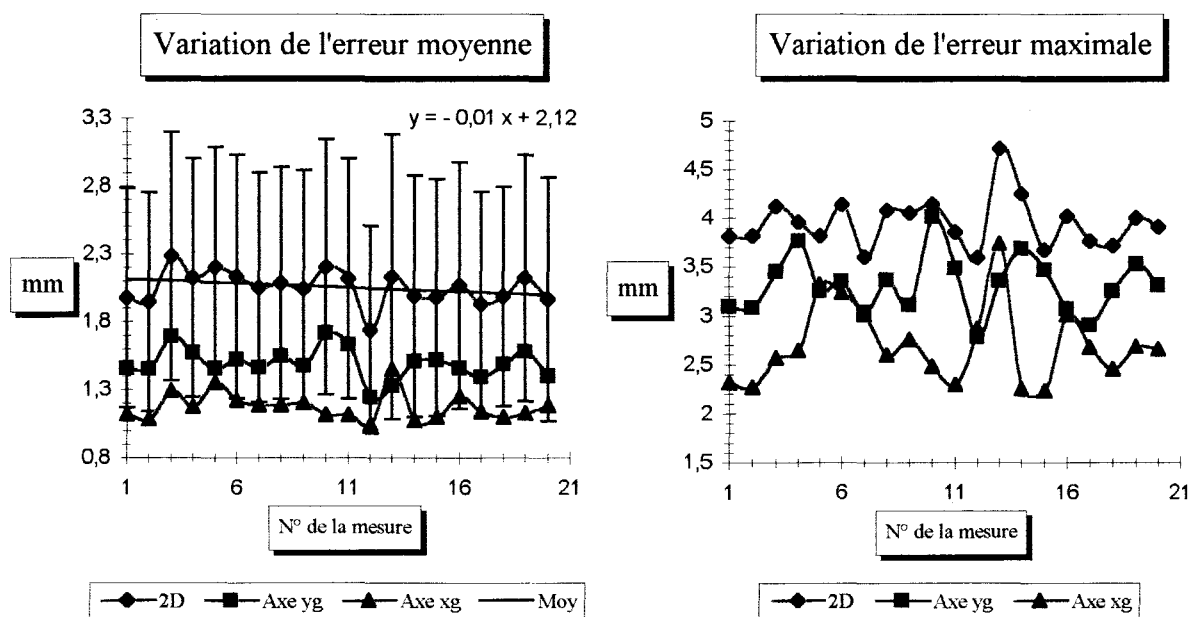 Variation de l'erreur moyenne
3,3
2,8
2,3
1,8
1,3
0,8
y = - 0,01 x + 2,12
mm
1 6 11 16 21
N° de la mesure
2D Axe yg Axe xg Moy
Variation de l'erreur maximale
5
4,5
4
3,5
3
2,5
2
1,5
mm
1 6 11 16 21
N° de la mesure
2D Axe yg Axe xg